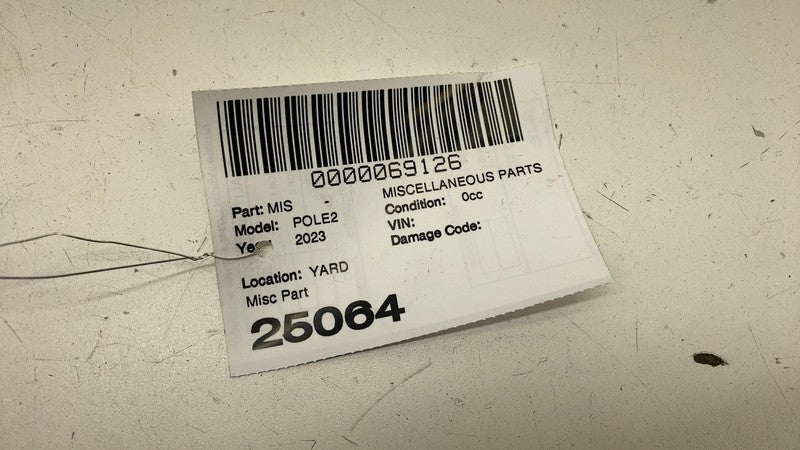 0000069126
Part: MIS - MISCELLANEOUS PARTS
Model: POLE2 Condition: 0cc
2023 VIN:
Damage Code:
Location: YARD
Misc Part
25064